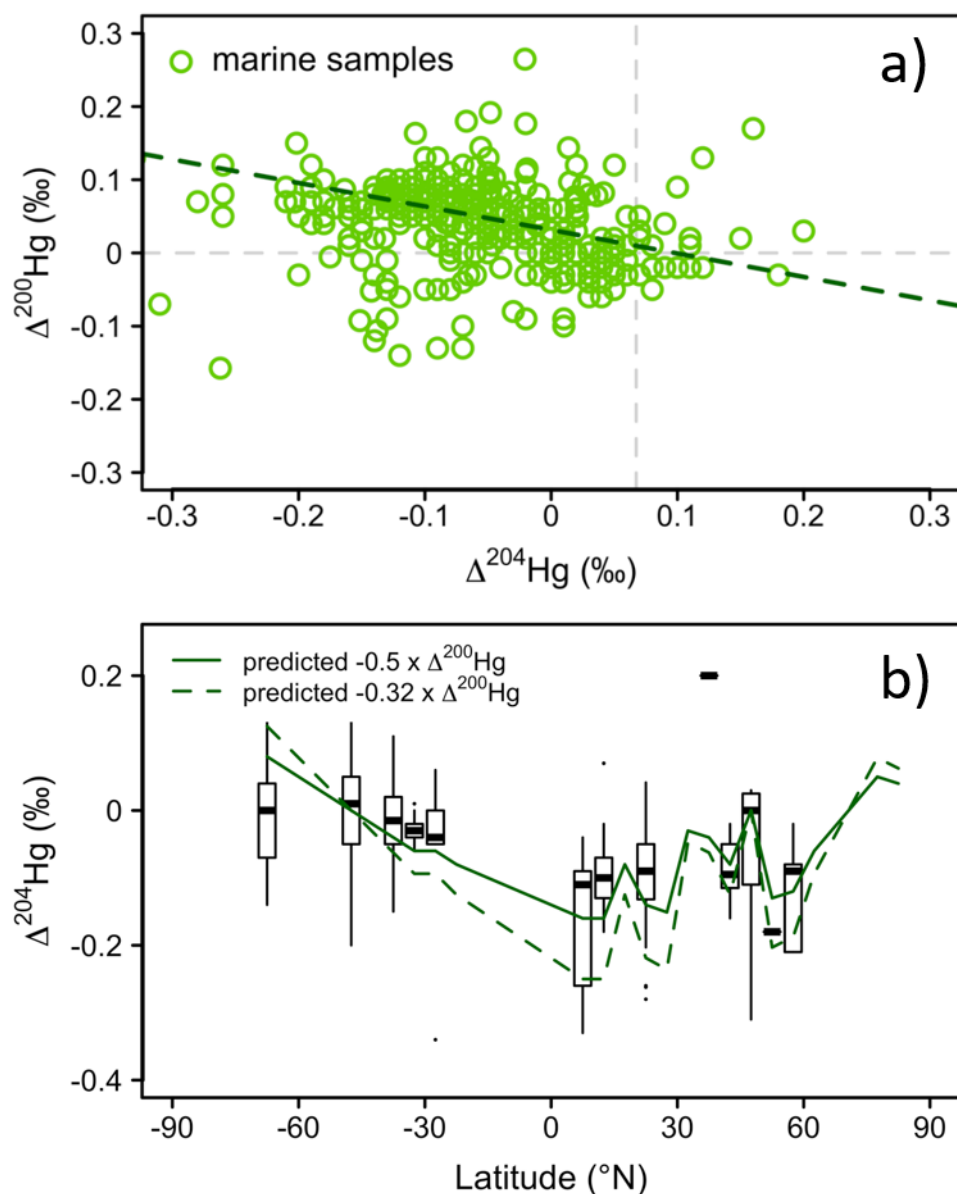 marine samples
a)
0.3
0.2
0.1
0
-0.1
-0.2
-0.3
Δ²⁰⁰Hg (‰)
-0.3 -0.2 -0.1 0 0.1 0.2 0.3
Δ²⁰⁴Hg (‰)
predicted -0.5 x Δ²⁰⁰Hg
predicted -0.32 x Δ²⁰⁰Hg
b)
0.2
0
-0.2
-0.4
Δ²⁰⁴Hg (‰)
-90 -60 -30 0 30 60 90
Latitude (°N)